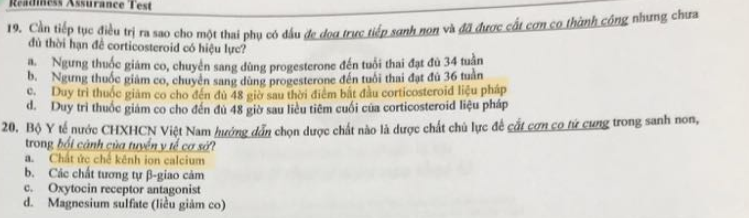 Readiness Assurance Test
19. Cần tiếp tục điều trị ra sao cho một thai phụ có dấu đe dọa trực tiếp sanh non và đã được cắt cơn co thành công nhưng chưa
đủ thời hạn để corticosteroid có hiệu lực?
a. Ngưng thuốc giảm co, chuyển sang dùng progesterone đến tuổi thai đạt đủ 34 tuần
b. Ngưng thuốc giảm co, chuyển sang dùng progesterone đến tuổi thai đạt đủ 36 tuần
c. Duy trì thuốc giảm co cho đến đủ 48 giờ sau thời điểm bắt đầu corticosteroid liệu pháp
d. Duy trì thuốc giảm co cho đến đủ 48 giờ sau liều tiêm cuối của corticosteroid liệu pháp
20. Bộ Y tế nước CHXHCN Việt Nam hướng dẫn chọn dược chất nào là dược chất chủ lực để cắt cơn co tử cung trong sanh non,
trong bối cảnh của tuyến y tế cơ sở?
a. Chất ức chế kênh ion calcium
b. Các chất tương tự β-giao cảm
c. Oxytocin receptor antagonist
d. Magnesium sulfate (liều giảm co)